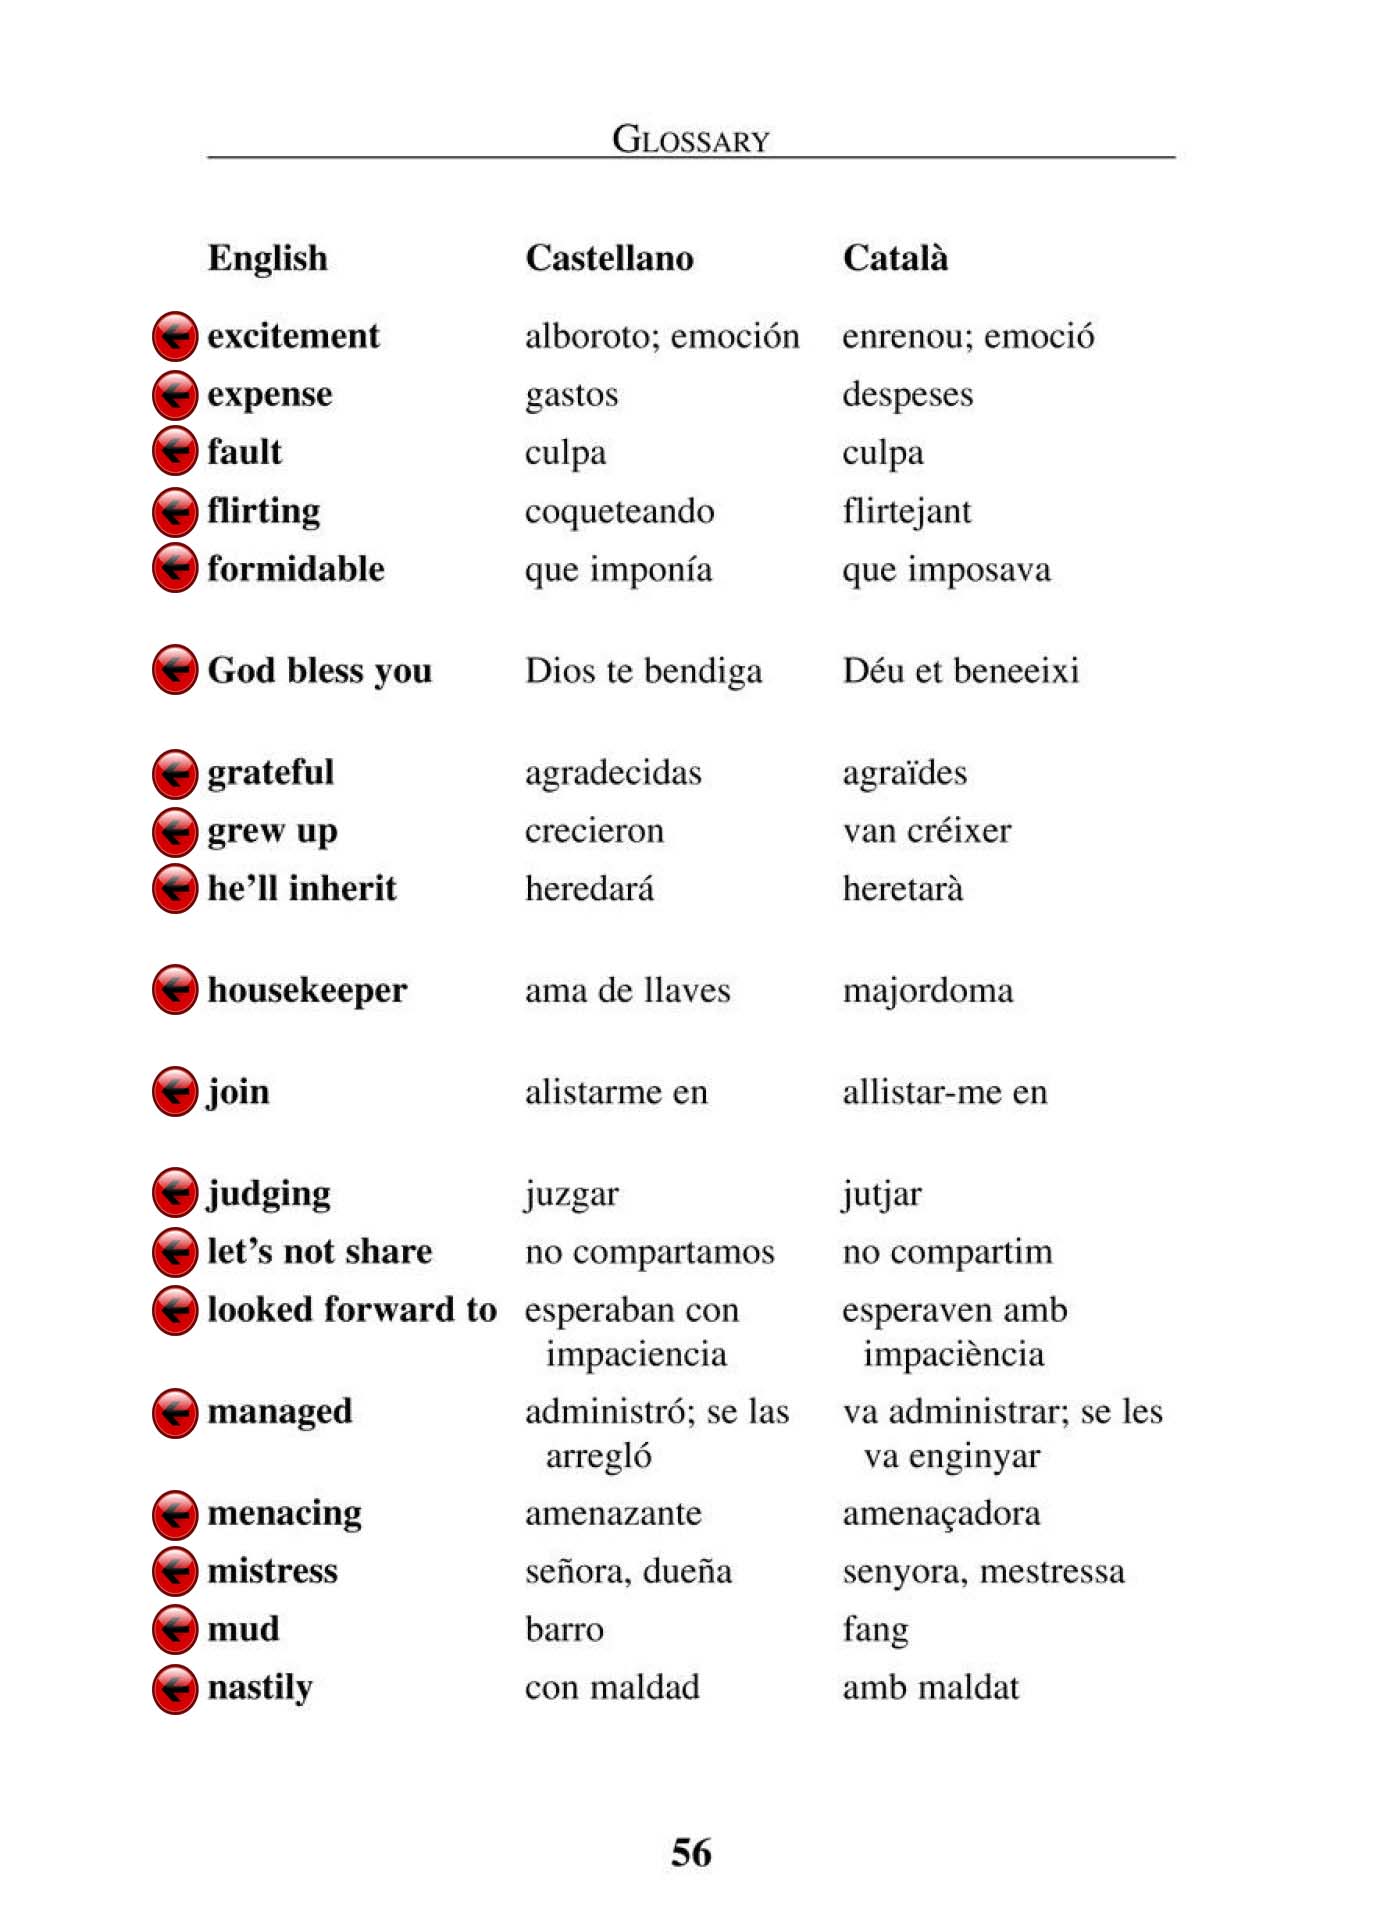 GLOSSARY
English Castellano Català
excitement alboroto; emoción enrenou; emoció
expense gastos despeses
fault culpa culpa
flirting coqueteando flirtejant
formidable que imponía que imposava
God bless you Dios te bendiga Déu et beneeixi
grateful agradecidas agraïdes
grew up crecieron van créixer
he’ll inherit heredará heretarà
housekeeper ama de llaves majordoma
join alistarme en allistar-me en
judging juzgar jutjar
let’s not share no compartamos no compartim
looked forward to esperaban con esperaven amb
impaciencia impaciència
managed administró; se las va administrar; se les
arregló va enginyar
menacing amenazante amenaçadora
mistress señora, dueña senyora, mestressa
mud barro fang
nastily con maldad amb maldat
56